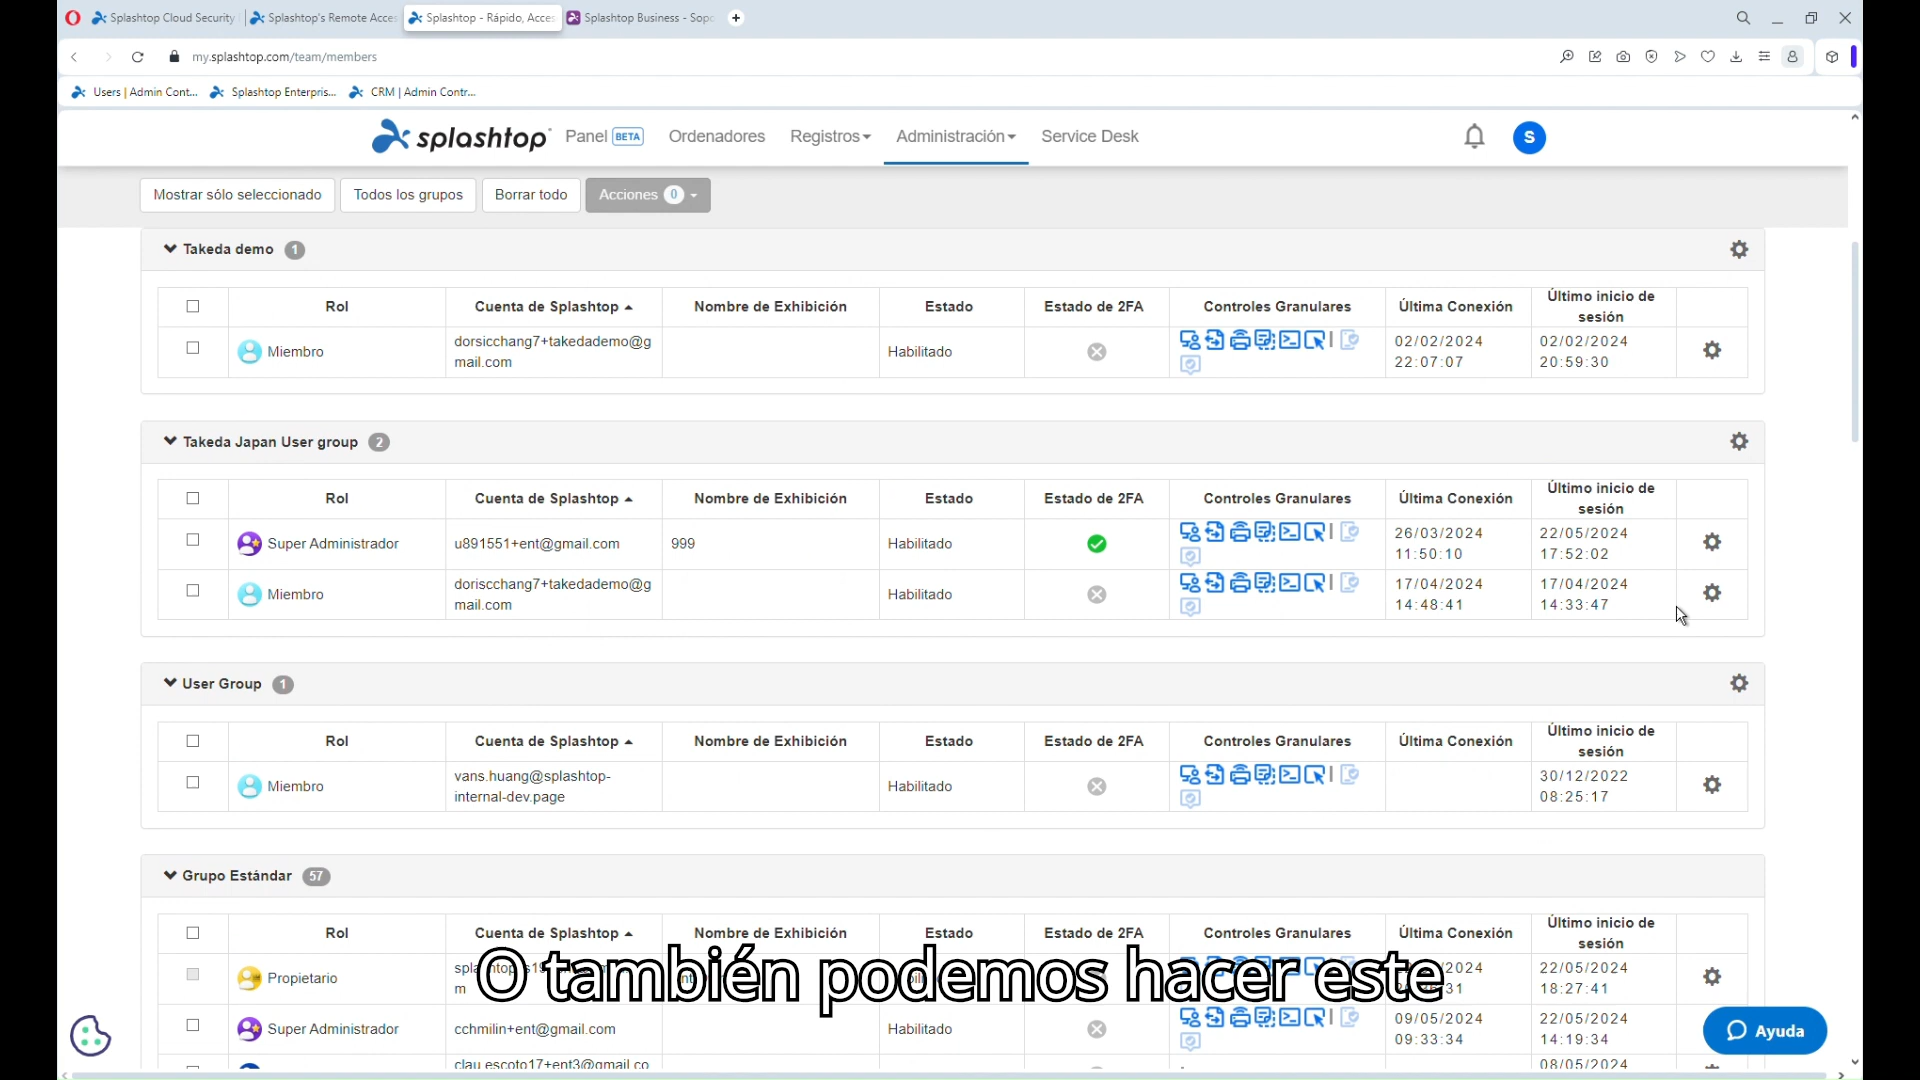 Splashtop Cloud Security
Splashtop's Remote Acce
Splashtop - Rápido, Acces
Splashtop Business - Sopo
my.splashtop.com/team/members
Users | Admin Cont...
Splashtop Enterpris...
CRM | Admin Contr...
splashtop
Panel BETA
Ordenadores
Registros
Administración
Service Desk
S
Mostrar sólo seleccionado
Todos los grupos
Borrar todo
Acciones 0
Takeda demo 1
Rol Cuenta de Splashtop Nombre de Exhibición Estado Estado de 2FA Controles Granulares Última Conexión Último inicio de
sesión
Miembro dorsicchang7+takedademo@g Habilitado 02/02/2024 02/02/2024
mail.com 22:07:07 20:59:30
Takeda Japan User group 2
Rol Cuenta de Splashtop Nombre de Exhibición Estado Estado de 2FA Controles Granulares Última Conexión Último inicio de
sesión
Super Administrador u891551+ent@gmail.com 999 Habilitado 26/03/2024 22/05/2024
11:50:10 17:52:02
Miembro doriscchang7+takedademo@g Habilitado 17/04/2024 17/04/2024
mail.com 14:48:41 14:33:47
User Group 1
Rol Cuenta de Splashtop Nombre de Exhibición Estado Estado de 2FA Controles Granulares Última Conexión Último inicio de
sesión
Miembro vans.huang@splashtop- Habilitado 30/12/2022
internal-dev.page 08:25:17
Grupo Estándar 57
Rol Cuenta de Splashtop Nombre de Exhibición Estado Estado de 2FA Controles Granulares Última Conexión Último inicio de
sesión
O también podemos hacer este
Propietario 22/05/2024
m 18:27:41
Super Administrador cchmilin+ent@gmail.com Habilitado 09/05/2024 22/05/2024
09:33:34 14:19:34
clau.escoto17+ent3@gmail.co 08/05/2024
Ayuda